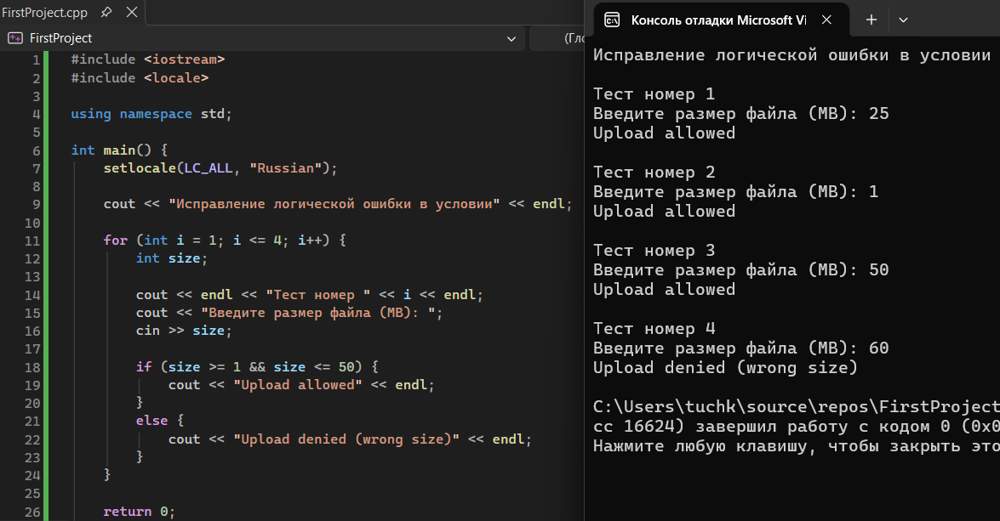 FirstProject.cpp
FirstProject
(Гло
1 #include <iostream>
2 #include <locale>
3
4 using namespace std;
5
6 int main() {
7 setlocale(LC_ALL, "Russian");
8
9 cout << "Исправление логической ошибки в условии" << endl;
10
11 for (int i = 1; i <= 4; i++) {
12 int size;
13
14 cout << endl << "Тест номер " << i << endl;
15 cout << "Введите размер файла (MB): ";
16 cin >> size;
17
18 if (size >= 1 && size <= 50) {
19 cout << "Upload allowed" << endl;
20 }
21 else {
22 cout << "Upload denied (wrong size)" << endl;
23 }
24 }
25
26 return 0;
Консоль отладки Microsoft Vi
Исправление логической ошибки в условии
Тест номер 1
Введите размер файла (MB): 25
Upload allowed
Тест номер 2
Введите размер файла (MB): 1
Upload allowed
Тест номер 3
Введите размер файла (MB): 50
Upload allowed
Тест номер 4
Введите размер файла (MB): 60
Upload denied (wrong size)
C:\Users\tuchk\source\repos\FirstProject
сс 16624) завершил работу с кодом 0 (0x0
Нажмите любую клавишу, чтобы закрыть это